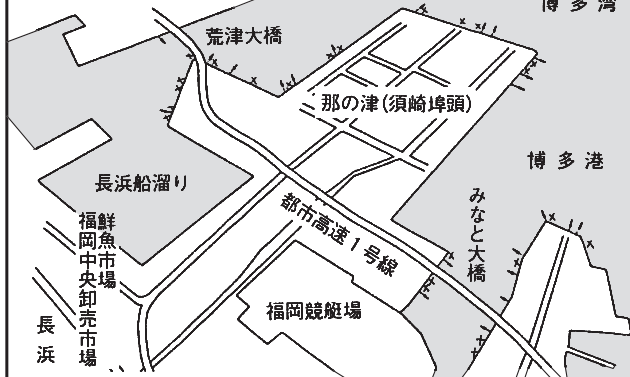 博多湾
荒津大橋
那の津(須崎埠頭)
博多港
長浜船溜り
みなと大橋
都市高速1号線
鮮魚市場
福岡中央卸売市場
福岡競艇場
長浜